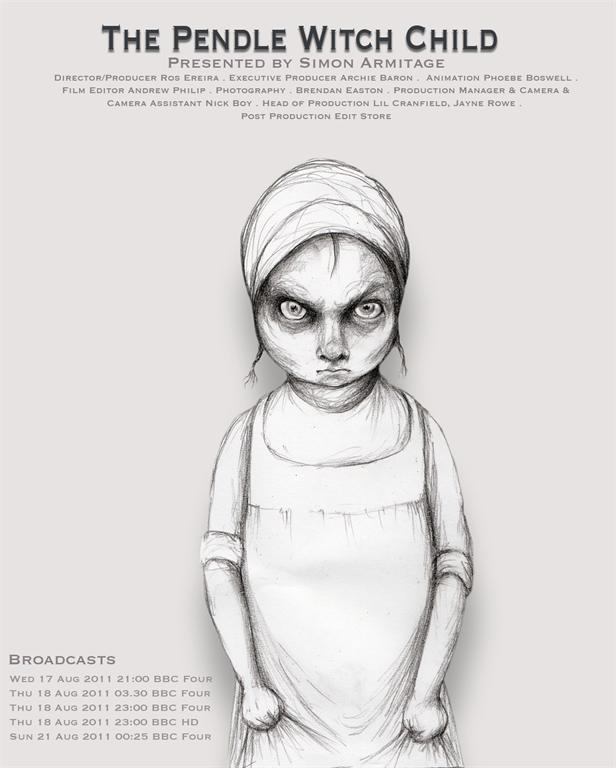 The Pendle Witch Child
Presented by Simon Armitage
Director/Producer Ros Ereira . Executive Producer Archie Baron . Animation Phoebe Boswell .
Film Editor Andrew Philip . Photography . Brendan Easton . Production Manager & Camera &
Camera Assistant Nick Boy . Head of Production Lil Cranfield, Jayne Rowe .
Post Production Edit Store
Broadcasts
Wed 17 Aug 2011 21:00 BBC Four
Thu 18 Aug 2011 03.30 BBC Four
Thu 18 Aug 2011 23:00 BBC Four
Thu 18 Aug 2011 23:00 BBC HD
Sun 21 Aug 2011 00:25 BBC Four